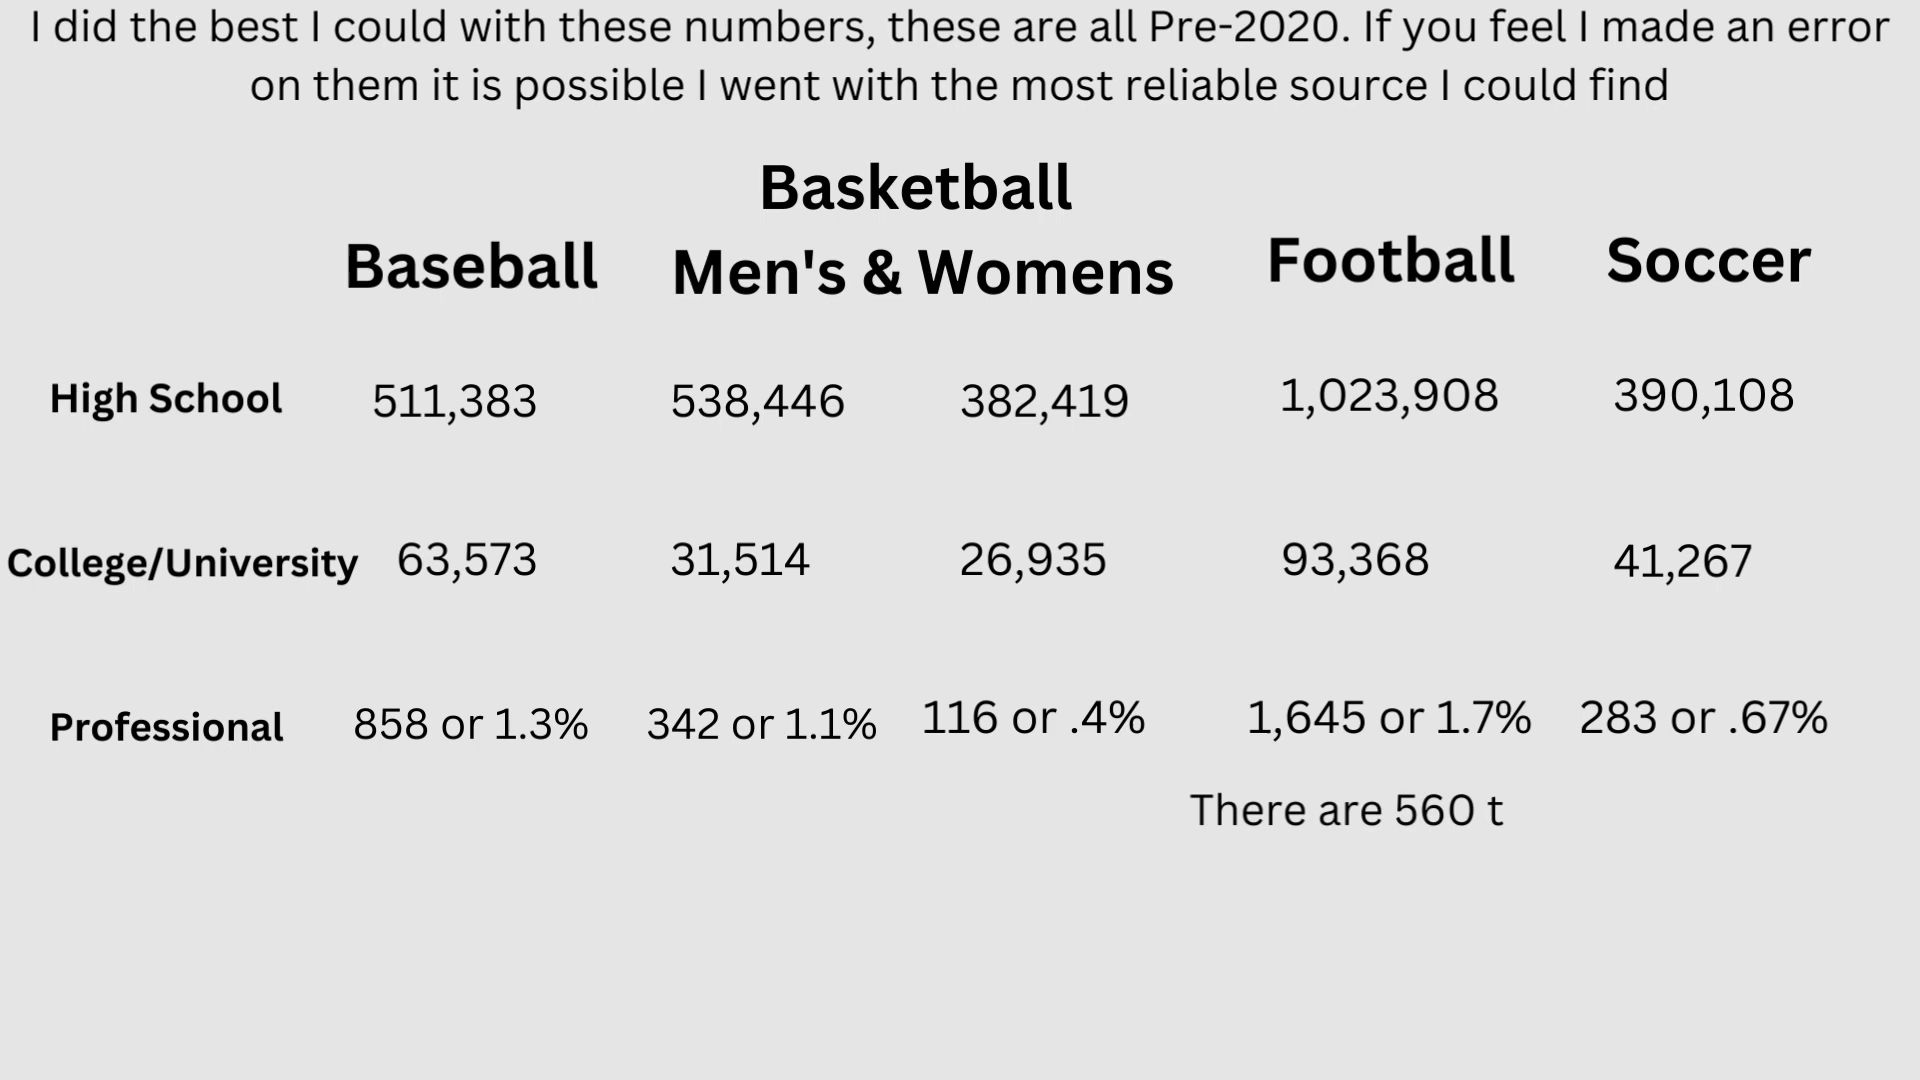 I did the best I could with these numbers, these are all Pre-2020. If you feel I made an error
on them it is possible I went with the most reliable source I could find
Basketball
Baseball Men's & Womens Football Soccer
High School 511,383 538,446 382,419 1,023,908 390,108
College/University 63,573 31,514 26,935 93,368 41,267
Professional 858 or 1.3% 342 or 1.1% 116 or .4% 1,645 or 1.7% 283 or .67%
There are 560 t